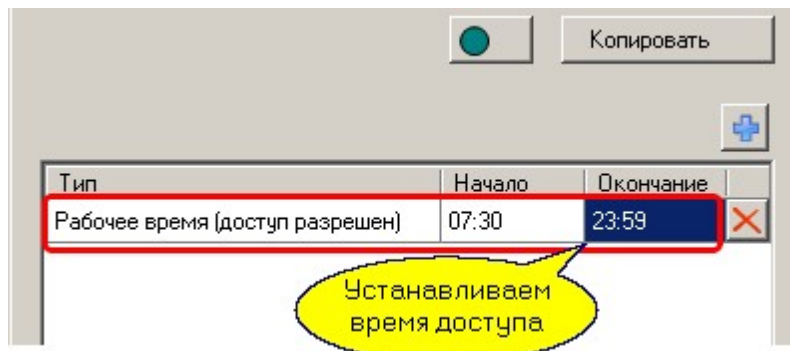 Копировать
Тип Начало Окончание
Рабочее время (доступ разрешен) 07:30 23:59
Устанавливаем
время доступа